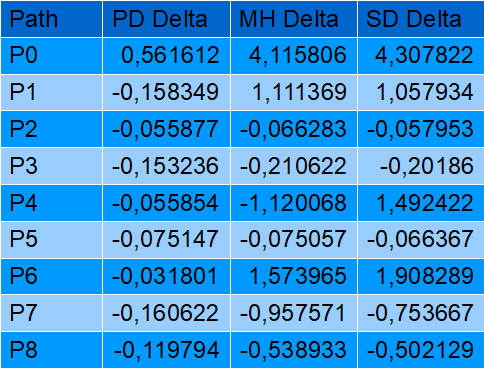 Path PD Delta MH Delta SD Delta
P0 0,561612 4,115806 4,307822
P1 -0,158349 1,111369 1,057934
P2 -0,055877 -0,066283 -0,057953
P3 -0,153236 -0,210622 -0,20186
P4 -0,055854 -1,120068 1,492422
P5 -0,075147 -0,075057 -0,066367
P6 -0,031801 1,573965 1,908289
P7 -0,160622 -0,957571 -0,753667
P8 -0,119794 -0,538933 -0,502129